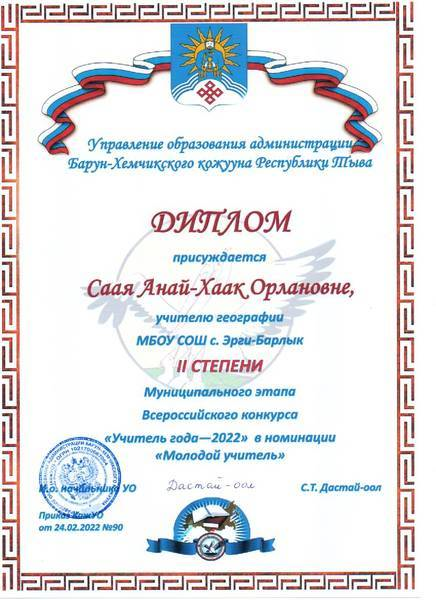 Управление образования администрации
Барун-Хемчикского кожууна Республики Тыва
ДИПЛОМ
присуждается
Саая Анай-Хаак Орлановне,
учителю географии
МБОУ СОШ с. Эрги-Барлык
II СТЕПЕНИ
Муниципального этапа
Всероссийского конкурса
«Учитель года—2022» в номинации
«Молодой учитель»
И.о. начальника УО Дастай-оол С.Т. Дастай-оол
Приказ КожУО
от 24.02.2022 №90